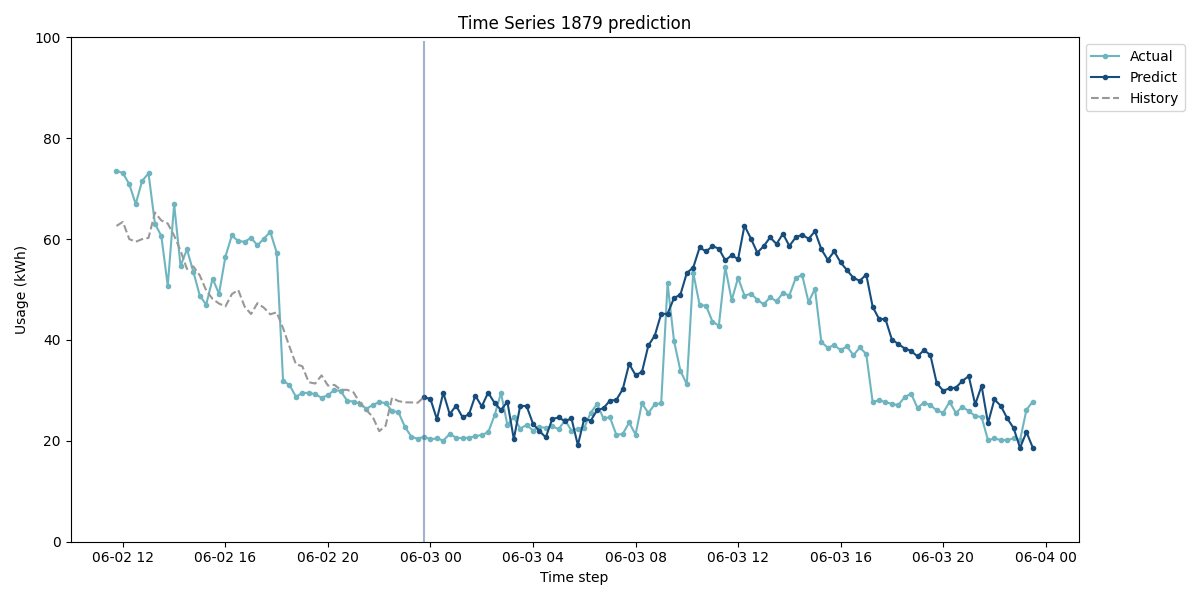 Time Series 1879 prediction
100
80
60
40
20
0
Usage (kWh)
06-02 12
06-02 16
06-02 20
06-03 00
06-03 04
06-03 08
06-03 12
06-03 16
06-03 20
06-04 00
Time step
Actual
Predict
History